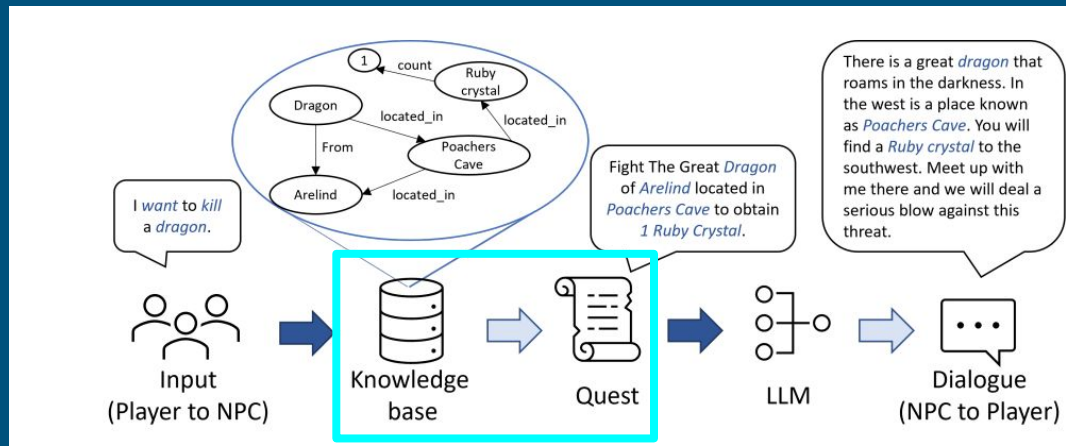 I want to kill
a dragon.
1
count
Ruby
crystal
Dragon
located_in
located_in
From
Poachers
Cave
Arelind
located_in
Fight The Great Dragon
of Arelind located in
Poachers Cave to obtain
1 Ruby Crystal.
There is a great dragon that
roams in the darkness. In
the west is a place known
as Poachers Cave. You will
find a Ruby crystal to the
southwest. Meet up with
me there and we will deal a
serious blow against this
threat.
Input
(Player to NPC)
Knowledge
base
Quest
LLM
Dialogue
(NPC to Player)